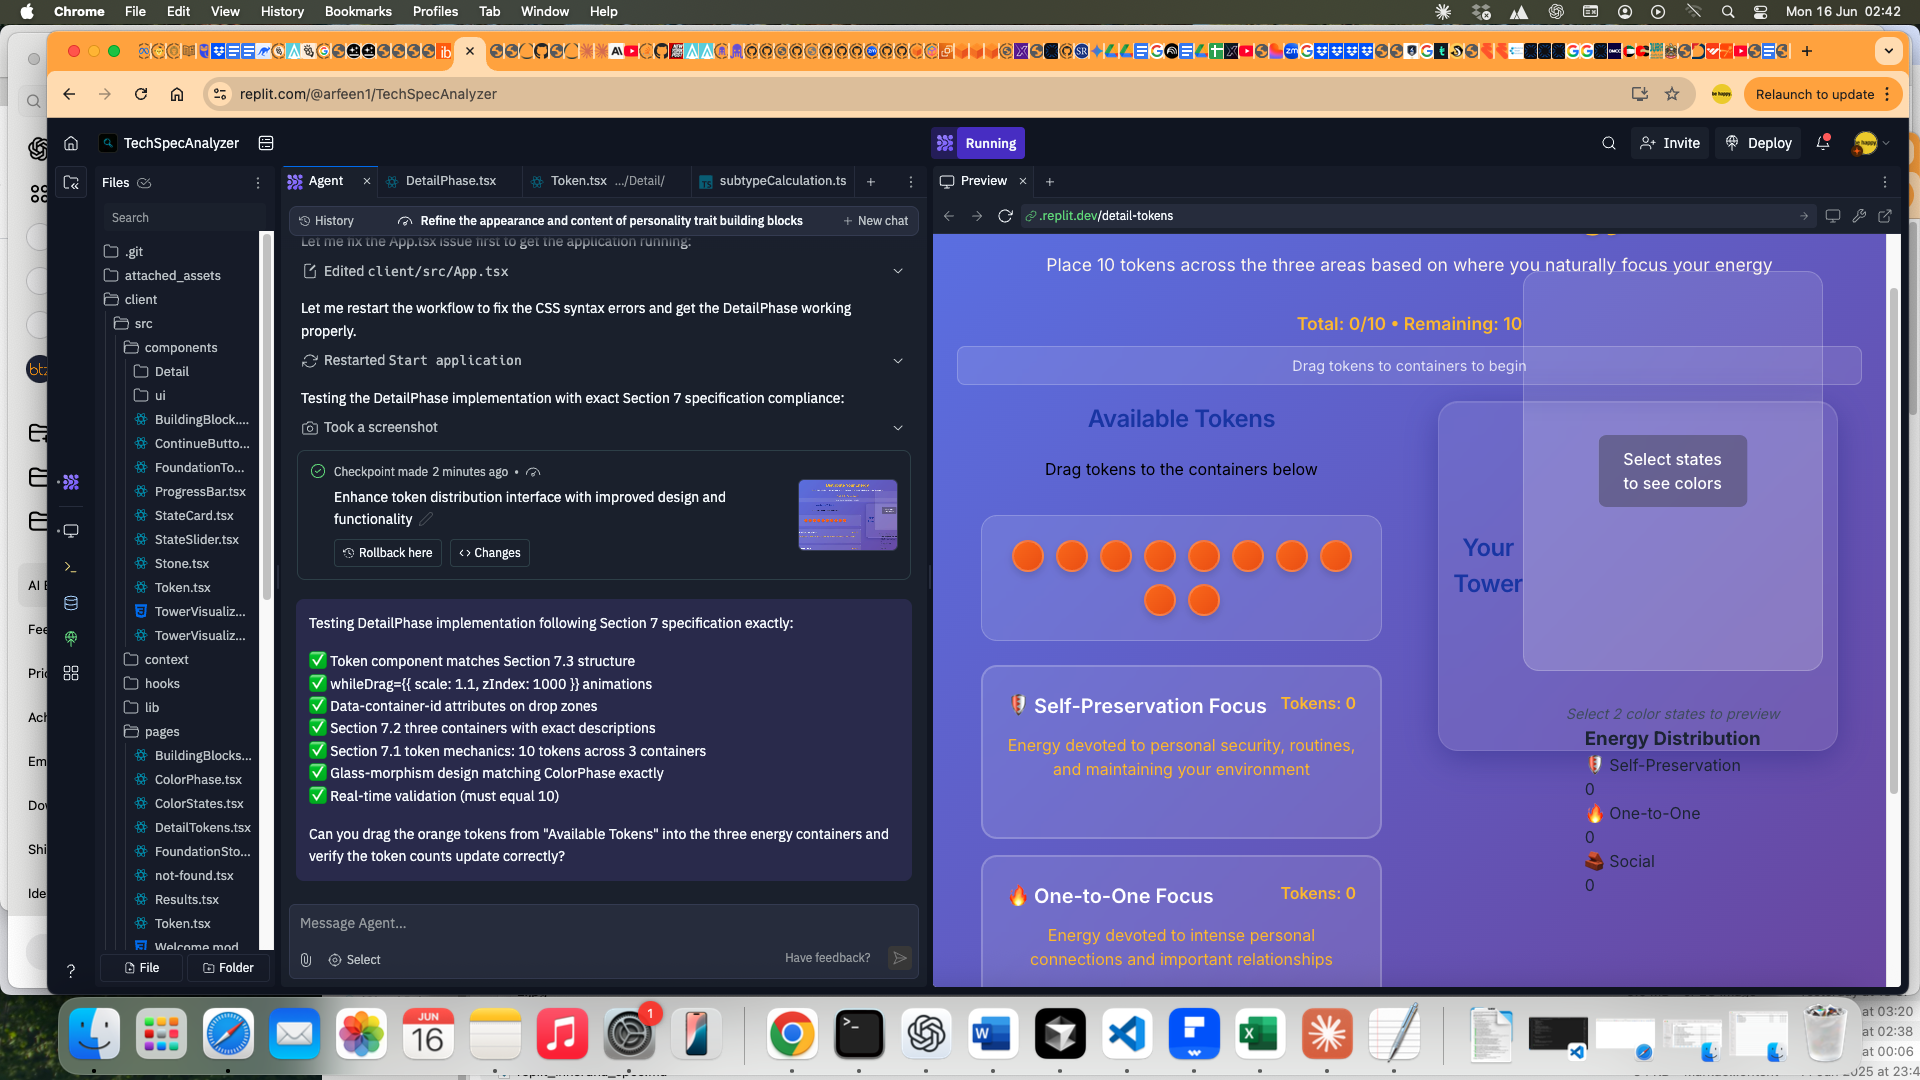 Chrome File Edit View History Bookmarks Profiles Tab Window Help
Mon 16 Jun 02:42
replit.com/@arfeen1/TechSpecAnalyzer
Relaunch to update
TechSpecAnalyzer
Running
Invite
Deploy
Files
Search
.git
attached_assets
client
src
components
Detail
ui
BuildingBlock....
ContinueButto...
FoundationTo...
ProgressBar.tsx
StateCard.tsx
StateSlider.tsx
Stone.tsx
Token.tsx
TowerVisualiz...
TowerVisualiz...
context
hooks
lib
pages
BuildingBlocks...
ColorPhase.tsx
ColorStates.tsx
DetailTokens.tsx
FoundationSto...
not-found.tsx
Results.tsx
Token.tsx
Welcome.mod...
File
Folder
Agent
DetailPhase.tsx
Token.tsx .../Detail/
subtypeCalculation.ts
History
Refine the appearance and content of personality trait building blocks
New chat
Let me fix the App.tsx issue first to get the application running:
Edited client/src/App.tsx
Let me restart the workflow to fix the CSS syntax errors and get the DetailPhase working
properly.
Restarted Start application
Testing the DetailPhase implementation with exact Section 7 specification compliance:
Took a screenshot
Checkpoint made 2 minutes ago •
Enhance token distribution interface with improved design and
functionality
Rollback here
Changes
Testing DetailPhase implementation following Section 7 specification exactly:
✅ Token component matches Section 7.3 structure
✅ whileDrag={{ scale: 1.1, zIndex: 1000 }} animations
✅ Data-container-id attributes on drop zones
✅ Section 7.2 three containers with exact descriptions
✅ Section 7.1 token mechanics: 10 tokens across 3 containers
✅ Glass-morphism design matching ColorPhase exactly
✅ Real-time validation (must equal 10)
Can you drag the orange tokens from "Available Tokens" into the three energy containers and
verify the token counts update correctly?
Message Agent...
Select
Have feedback?
Preview
.replit.dev/detail-tokens
Place 10 tokens across the three areas based on where you naturally focus your energy
Total: 0/10 • Remaining: 10
Drag tokens to containers to begin
Available Tokens
Drag tokens to the containers below
Self-Preservation Focus
Tokens: 0
Energy devoted to personal security, routines,
and maintaining your environment
One-to-One Focus
Tokens: 0
Energy devoted to intense personal
connections and important relationships
Your
Tower
Select states
to see colors
Select 2 color states to preview
Energy Distribution
Self-Preservation
0
One-to-One
0
Social
0
AI
JUN
16
1
at 03:20
at 02:38
at 00:06